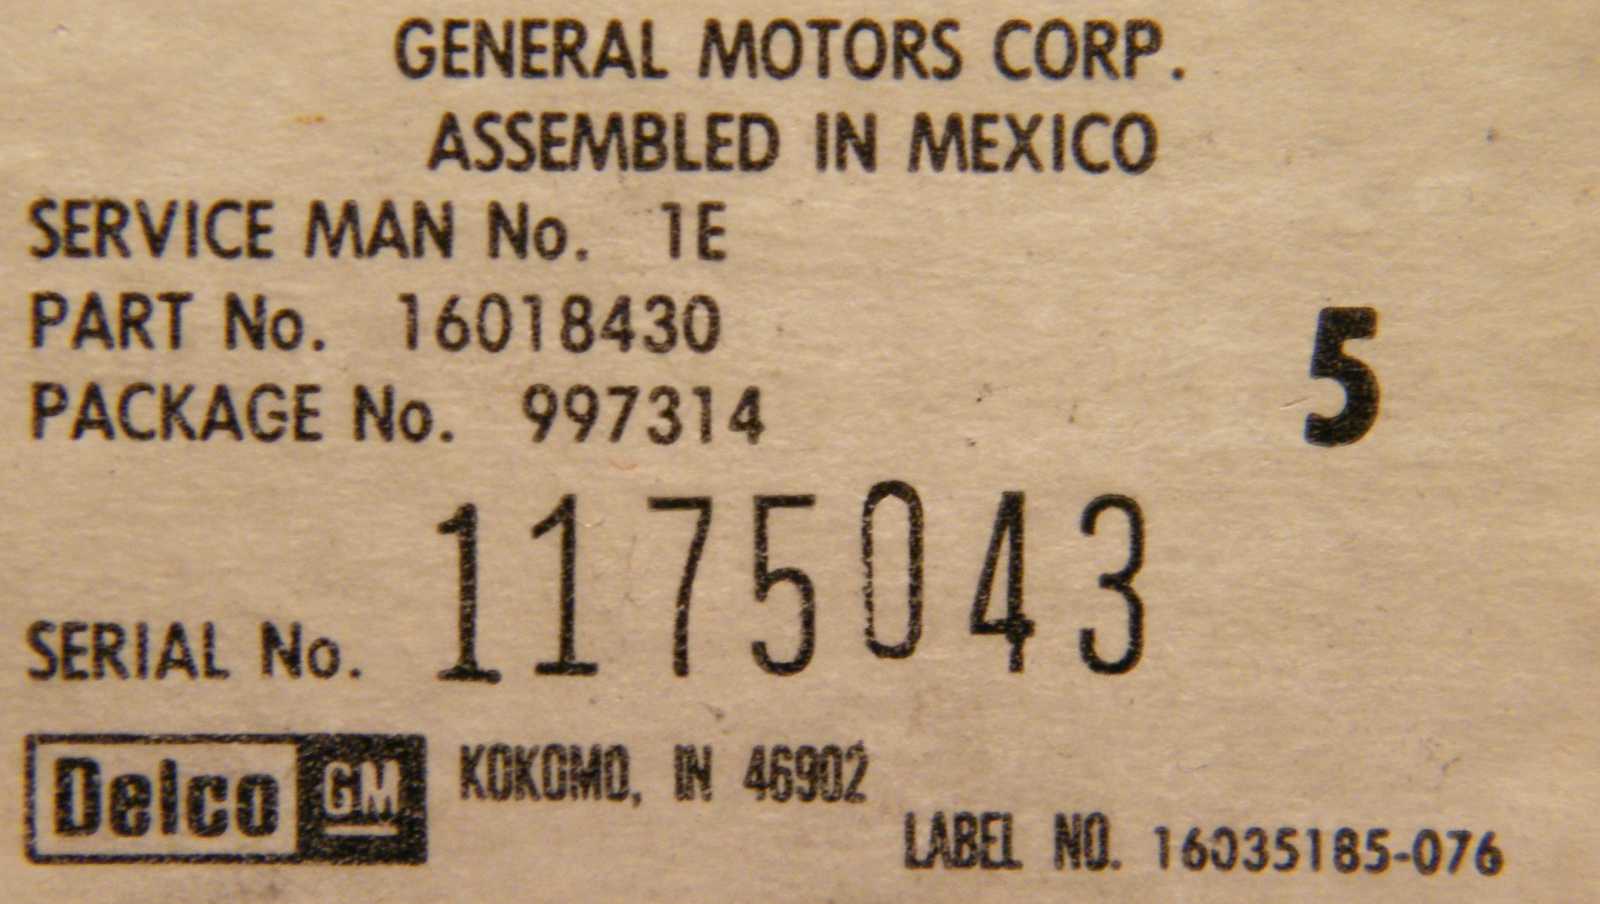 GENERAL MOTORS CORP.
ASSEMBLED IN MEXICO
SERVICE MAN No. 1E
PART No. 16018430
PACKAGE No. 997314
5
SERIAL No. 1175043
Delco GM KOKOMO, IN 46902
LABEL NO. 16035185-076